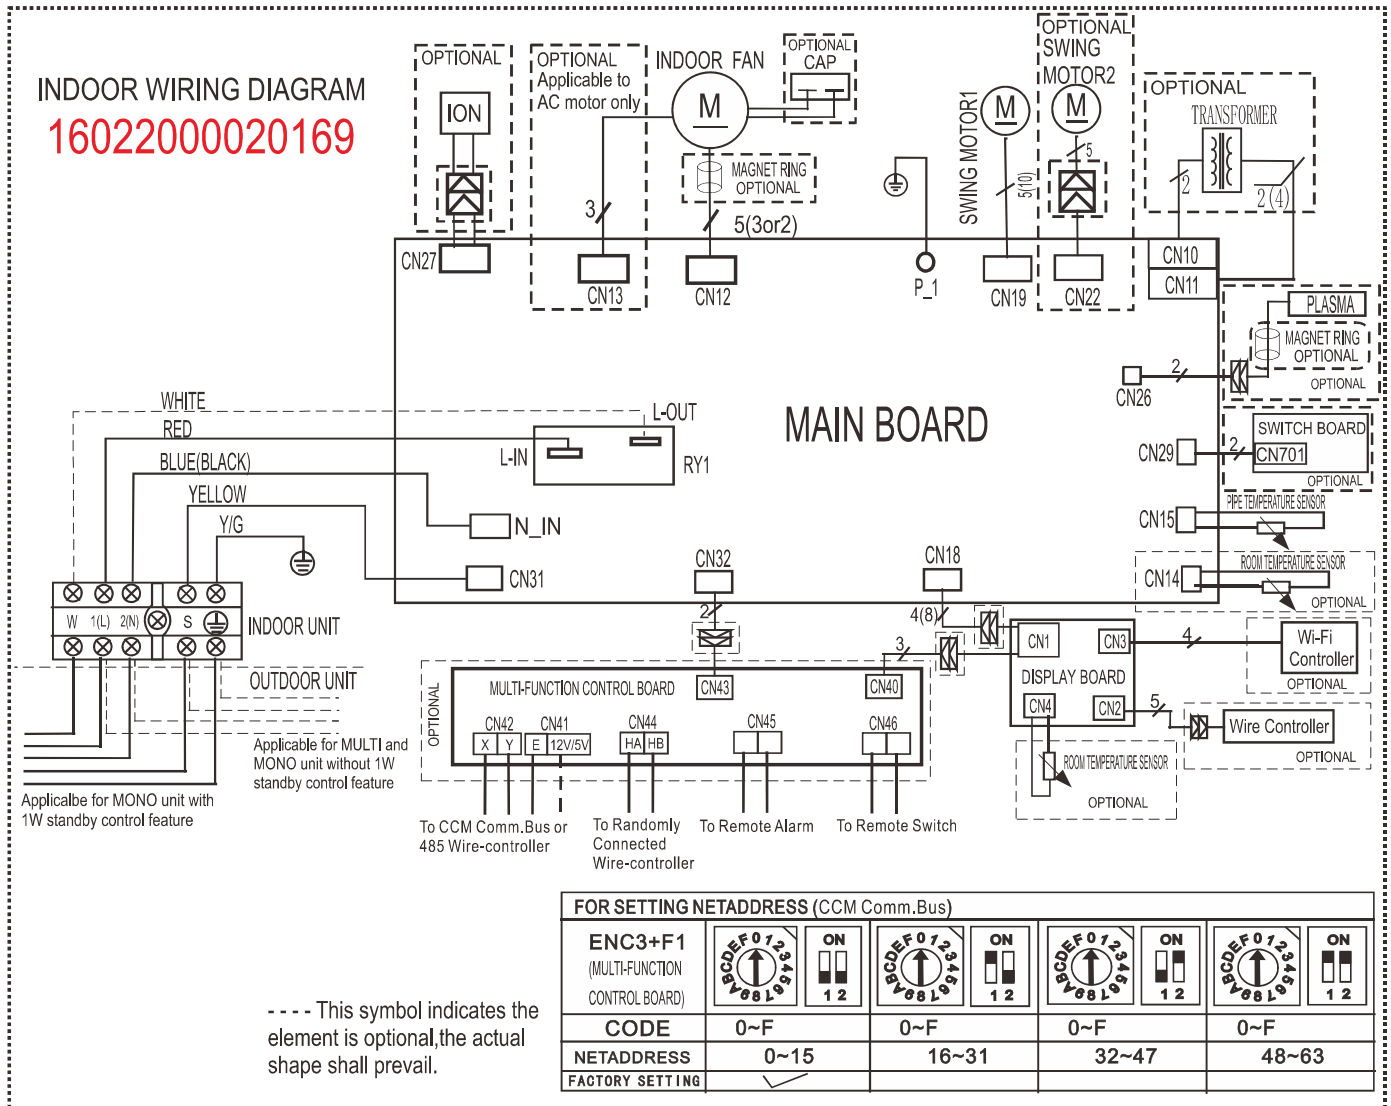 INDOOR WIRING DIAGRAM
16022000020169
OPTIONAL
ION
CN27
OPTIONAL
Applicable to
AC motor only
3
CN13
INDOOR FAN
M
OPTIONAL
CAP
MAGNET RING
OPTIONAL
5(3or2)
CN12
P_1
SWING MOTOR1
M
5(10)
CN19
OPTIONAL
SWING
MOTOR2
M
5
CN22
OPTIONAL
TRANSFORMER
2
2(4)
CN10
CN11
PLASMA
MAGNET RING
OPTIONAL
OPTIONAL
2
CN26
MAIN BOARD
SWITCH BOARD
CN701
OPTIONAL
2
CN29
PIPE TEMPERATURE SENSOR
CN15
ROOM TEMPERATURE SENSOR
CN14
OPTIONAL
WHITE
RED
BLUE(BLACK)
YELLOW
Y/G
L-OUT
L-IN
RY1
N_IN
CN31
CN32
2
CN18
4(8)
W
1(L)
2(N)
S
INDOOR UNIT
OUTDOOR UNIT
Applicable for MULTI and
MONO unit without 1W
standby control feature
Applicalbe for MONO unit with
1W standby control feature
OPTIONAL
MULTI-FUNCTION CONTROL BOARD
CN43
CN40
3
CN42
X Y
CN41
E 12V/5V
CN44
HA HB
CN45
CN46
To CCM Comm.Bus or
485 Wire-controller
To Randomly
Connected
Wire-controller
To Remote Alarm
To Remote Switch
CN1
CN3
DISPLAY BOARD
CN4
CN2
4
Wi-Fi
Controller
OPTIONAL
5
Wire Controller
OPTIONAL
ROOM TEMPERATURE SENSOR
OPTIONAL
---- This symbol indicates the
element is optional,the actual
shape shall prevail.
FOR SETTING NETADDRESS (CCM Comm.Bus)
ENC3+F1
(MULTI-FUNCTION
CONTROL BOARD)
0123456789ABCDEF
ON
1 2
0123456789ABCDEF
ON
1 2
0123456789ABCDEF
ON
1 2
0123456789ABCDEF
ON
1 2
CODE 0~F 0~F 0~F 0~F
NETADDRESS 0~15 16~31 32~47 48~63
FACTORY SETTING